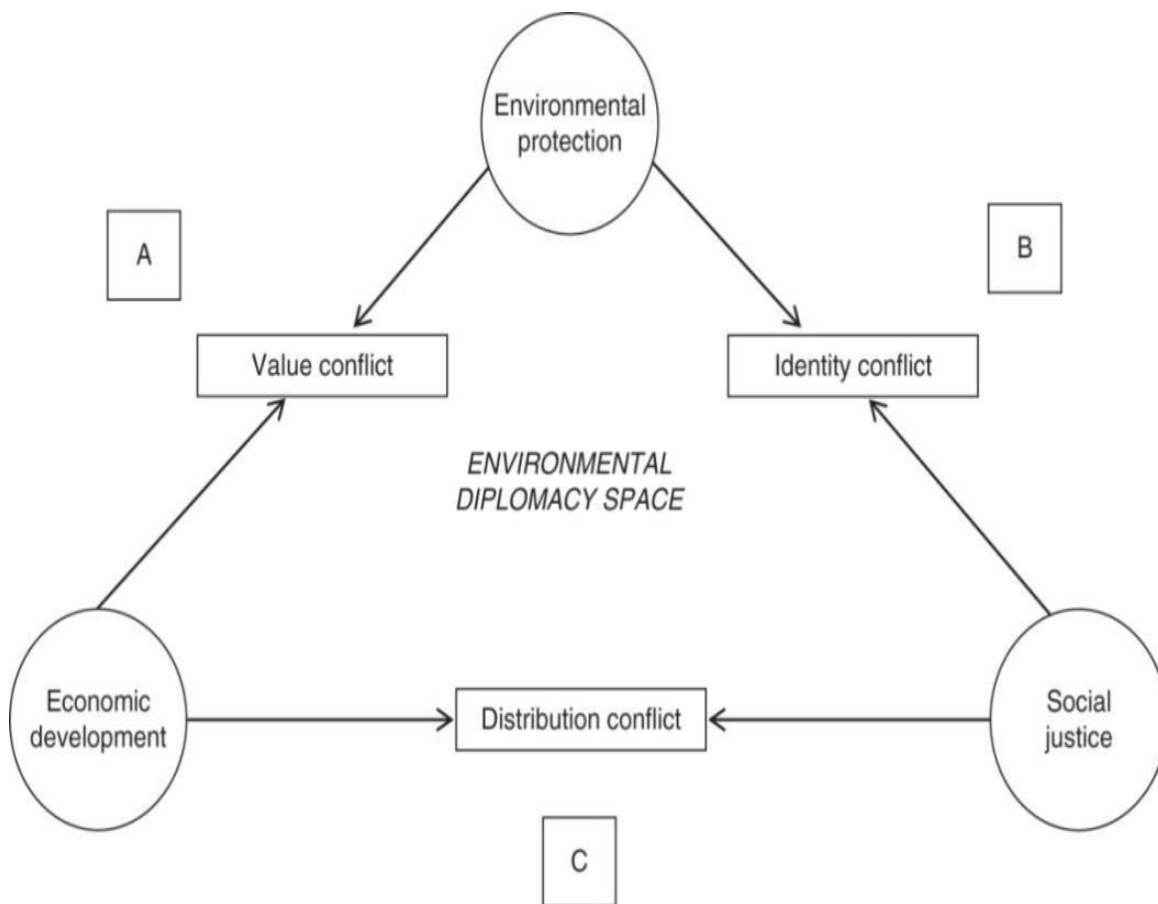 Environmental
protection
A
B
Value conflict
Identity conflict
ENVIRONMENTAL
DIPLOMACY SPACE
Economic
development
Distribution conflict
Social
justice
C